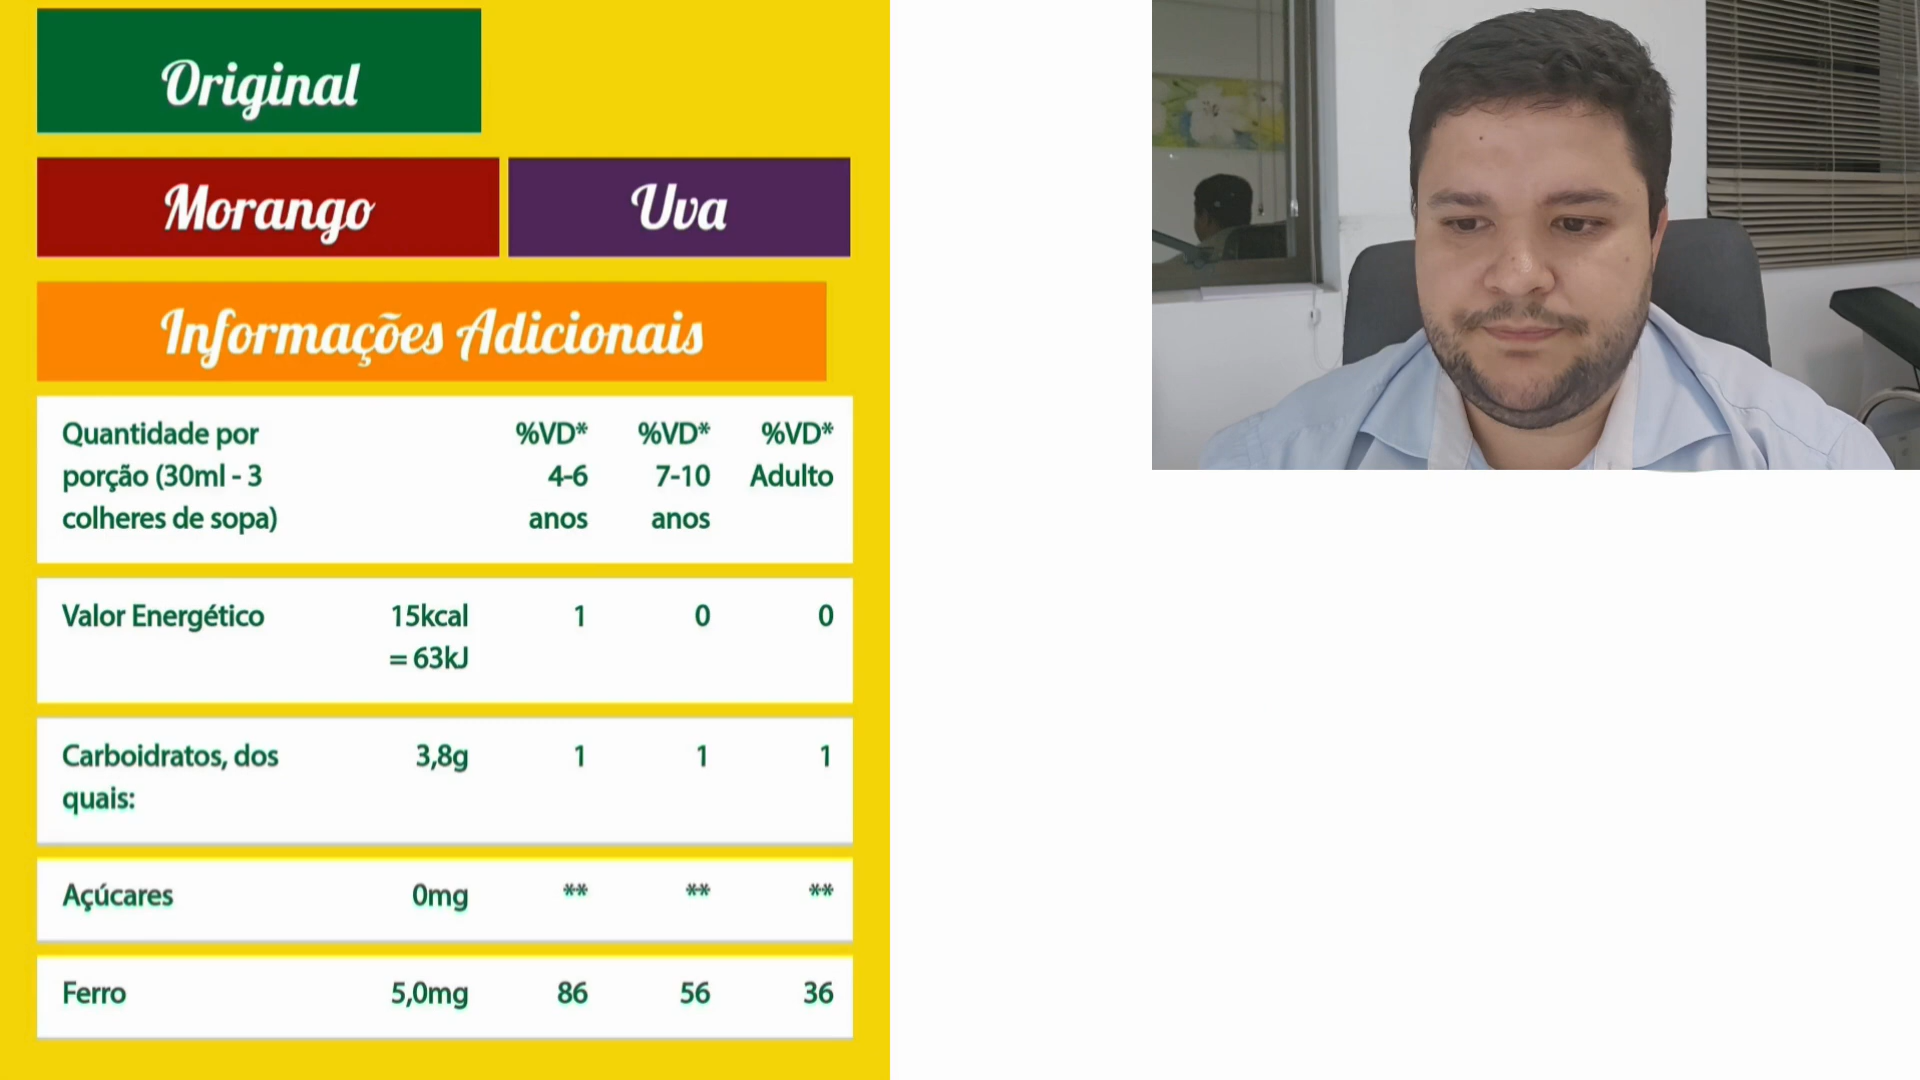 Original
Morango
Uva
Informações Adicionais
Quantidade por porção (30ml - 3 colheres de sopa) %VD* 4-6 anos %VD* 7-10 anos %VD* Adulto
Valor Energético 15kcal = 63kJ 1 0 0
Carboidratos, dos quais: 3,8g 1 1 1
Açúcares 0mg ** ** **
Ferro 5,0mg 86 56 36